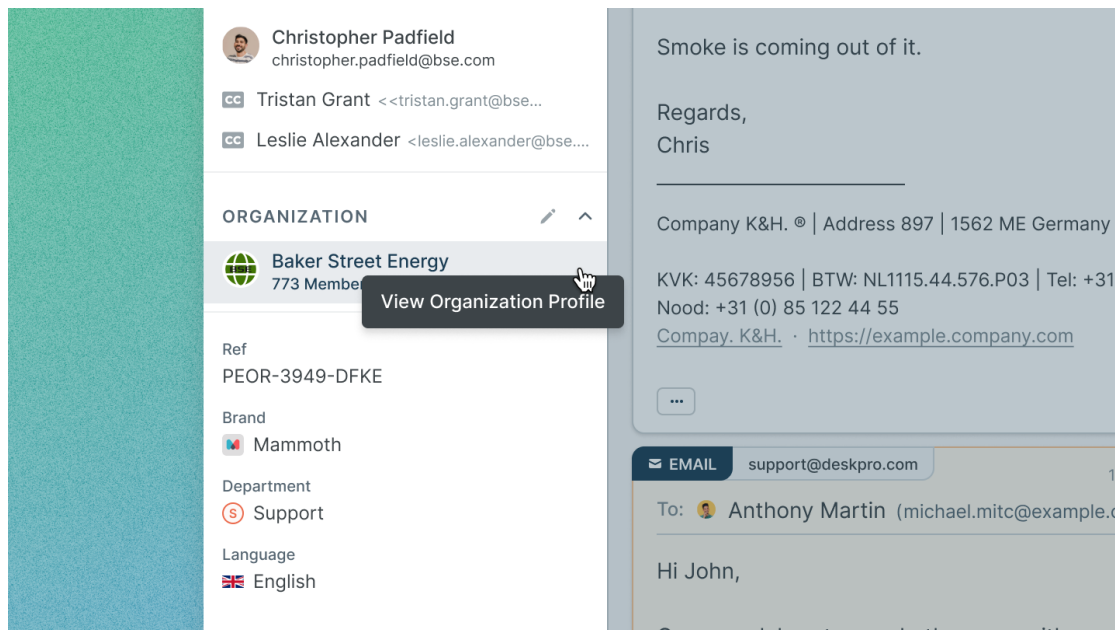 Christopher Padfield
christopher.padfield@bse.com
CC Tristan Grant <<tristan.grant@bse...
CC Leslie Alexander <leslie.alexander@bse....
ORGANIZATION
BSE
Baker Street Energy
773
View Organization Profile
Ref
PEOR-3949-DFKE
Brand
Mammoth
Department
S Support
Language
English
Smoke is coming out of it.
Regards,
Chris
Company K&H. ® | Address 897 | 1562 ME Germany
KVK: 45678956 | BTW: NL1115.44.576.P03 | Tel: +31
Nood: +31 (0) 85 122 44 55
Compay. K&H. · https://example.company.com
...
EMAIL support@deskpro.com
To: Anthony Martin (michael.mitc@example.
Hi John,